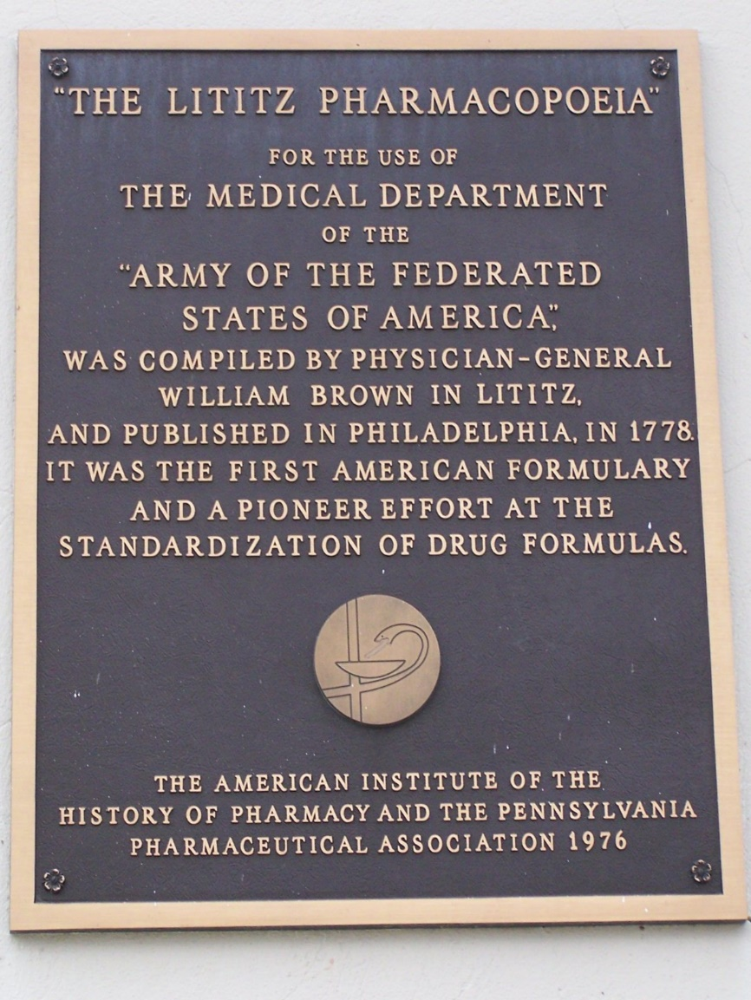 “THE LITITZ PHARMACOPOEIA”
FOR THE USE OF
THE MEDICAL DEPARTMENT
OF THE
“ARMY OF THE FEDERATED
STATES OF AMERICA”,
WAS COMPILED BY PHYSICIAN-GENERAL
WILLIAM BROWN IN LITITZ,
AND PUBLISHED IN PHILADELPHIA, IN 1778.
IT WAS THE FIRST AMERICAN FORMULARY
AND A PIONEER EFFORT AT THE
STANDARDIZATION OF DRUG FORMULAS.
THE AMERICAN INSTITUTE OF THE
HISTORY OF PHARMACY AND THE PENNSYLVANIA
PHARMACEUTICAL ASSOCIATION 1976